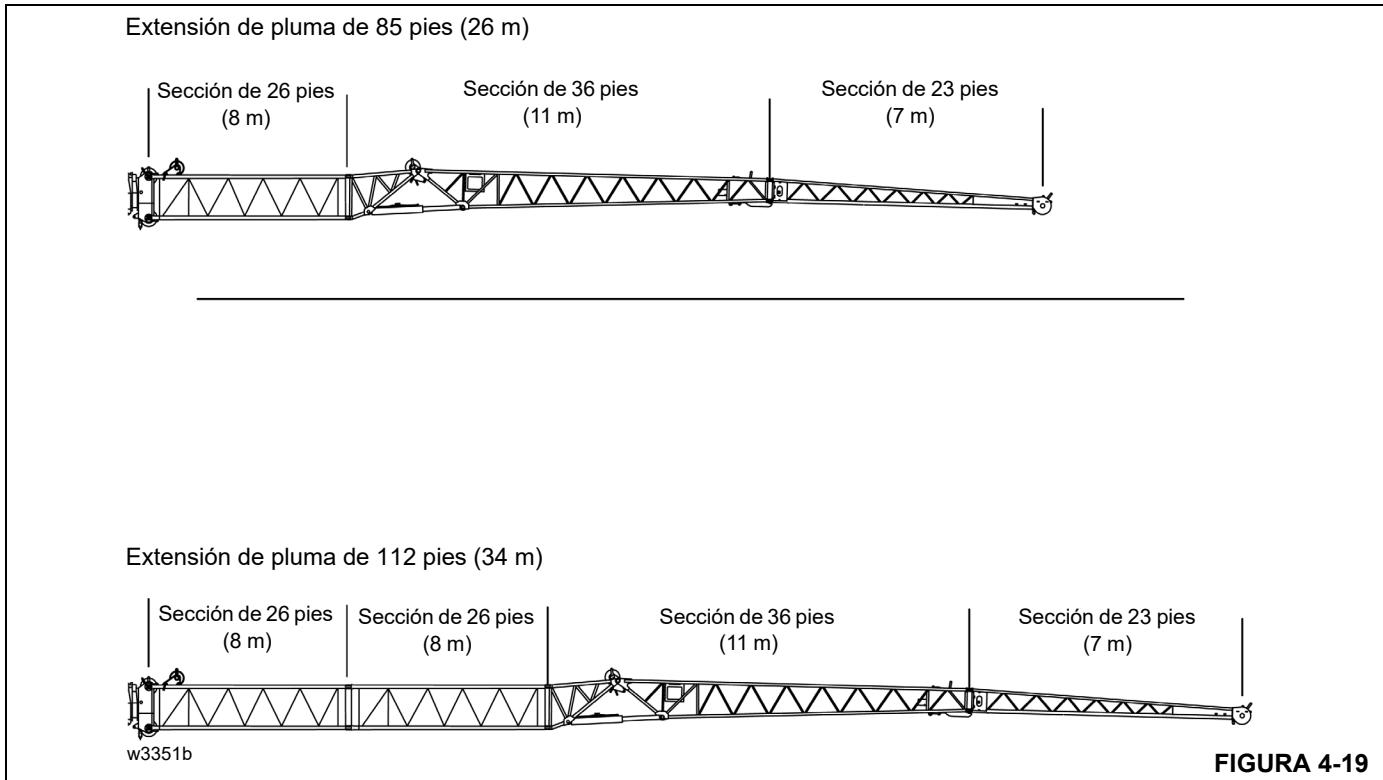 Extensión de pluma de 85 pies (26 m)
Sección de 26 pies
(8 m)
Sección de 36 pies
(11 m)
Sección de 23 pies
(7 m)
Extensión de pluma de 112 pies (34 m)
Sección de 26 pies
(8 m)
Sección de 26 pies
(8 m)
Sección de 36 pies
(11 m)
Sección de 23 pies
(7 m)
w3351b
FIGURA 4-19